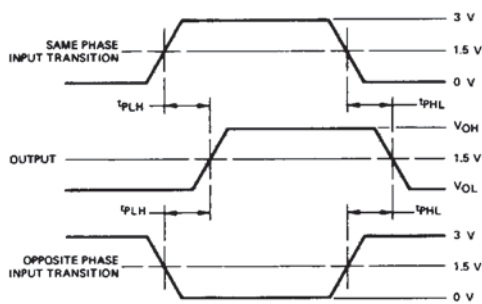 3 V
SAME PHASE
INPUT TRANSITION
1.5 V
0 V
tPLH
tPHL
VOH
OUTPUT
1.5 V
VOL
tPLH
tPHL
3 V
OPPOSITE PHASE
INPUT TRANSITION
1.5 V
0 V